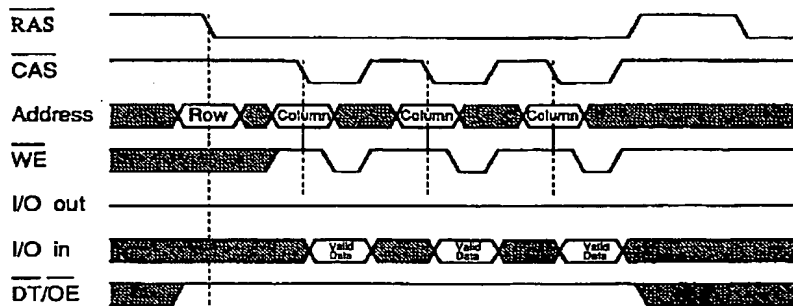 RAS
CAS
Address Row Column Column Column
WE
I/O out
I/O in Valid Data Valid Data Valid Data
DT/OE